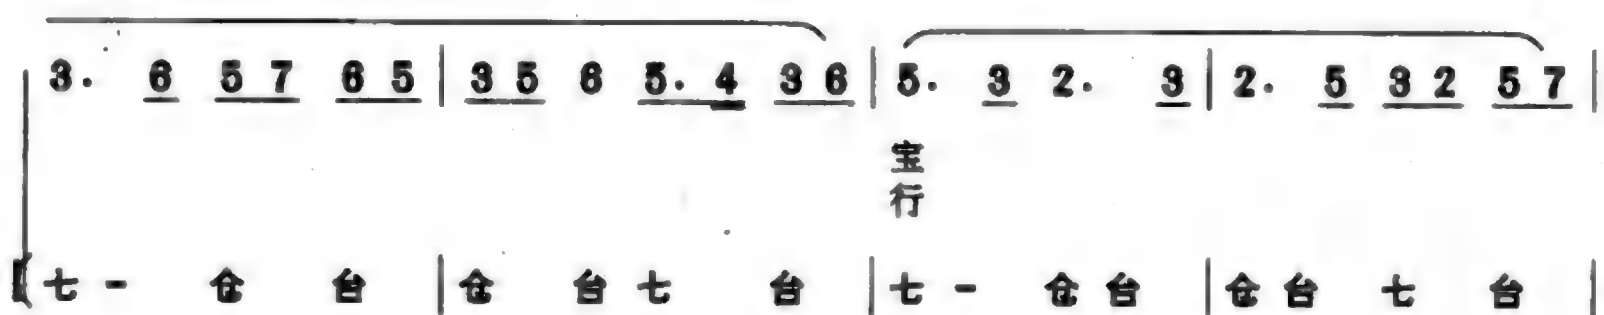 3. 6 5 7 6 5 | 3 5 6 5. 4 3 6 | 5. 3 2. 3 | 2. 5 3 2 5 7 |
宝
行
七 - 仓 台 | 仓 台 七 台 | 七 - 仓 台 | 仓 台 七 台 |